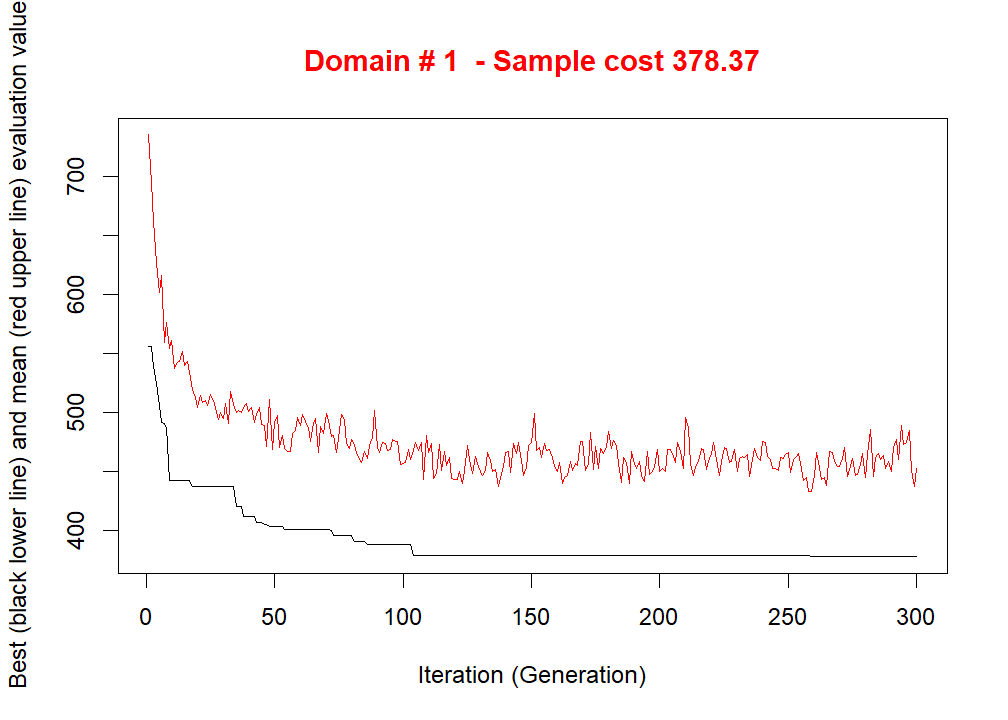 Domain # 1  - Sample cost 378.37
Best (black lower line) and mean (red upper line) evaluation value
700
600
500
400
0 50 100 150 200 250 300
Iteration (Generation)